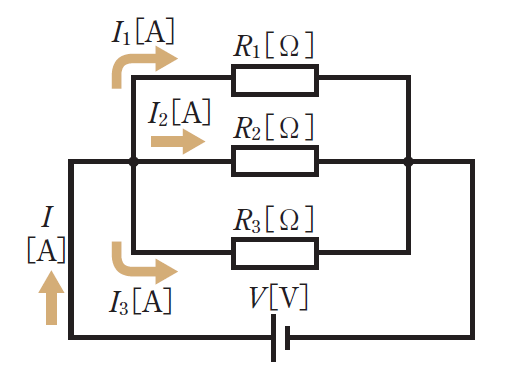 I₁[A]
R₁[Ω]
I₂[A]
R₂[Ω]
I
[A]
R₃[Ω]
I₃[A]
V[V]